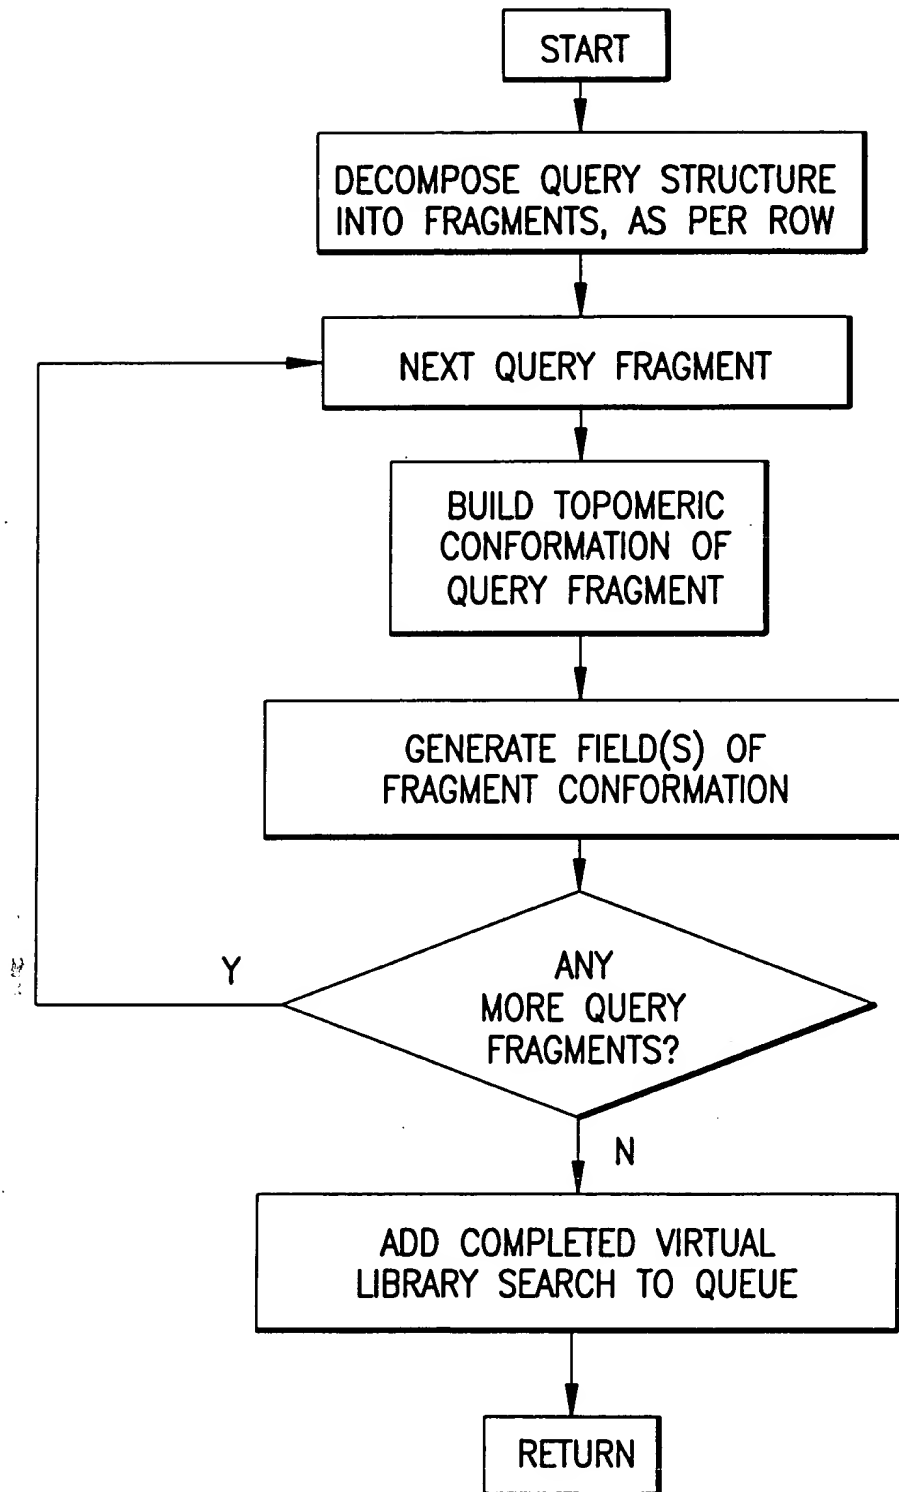 START
DECOMPOSE QUERY STRUCTURE
INTO FRAGMENTS, AS PER ROW
NEXT QUERY FRAGMENT
BUILD TOPOMERIC
CONFORMATION OF
QUERY FRAGMENT
GENERATE FIELD(S) OF
FRAGMENT CONFORMATION
Y
ANY
MORE QUERY
FRAGMENTS?
N
ADD COMPLETED VIRTUAL
LIBRARY SEARCH TO QUEUE
RETURN